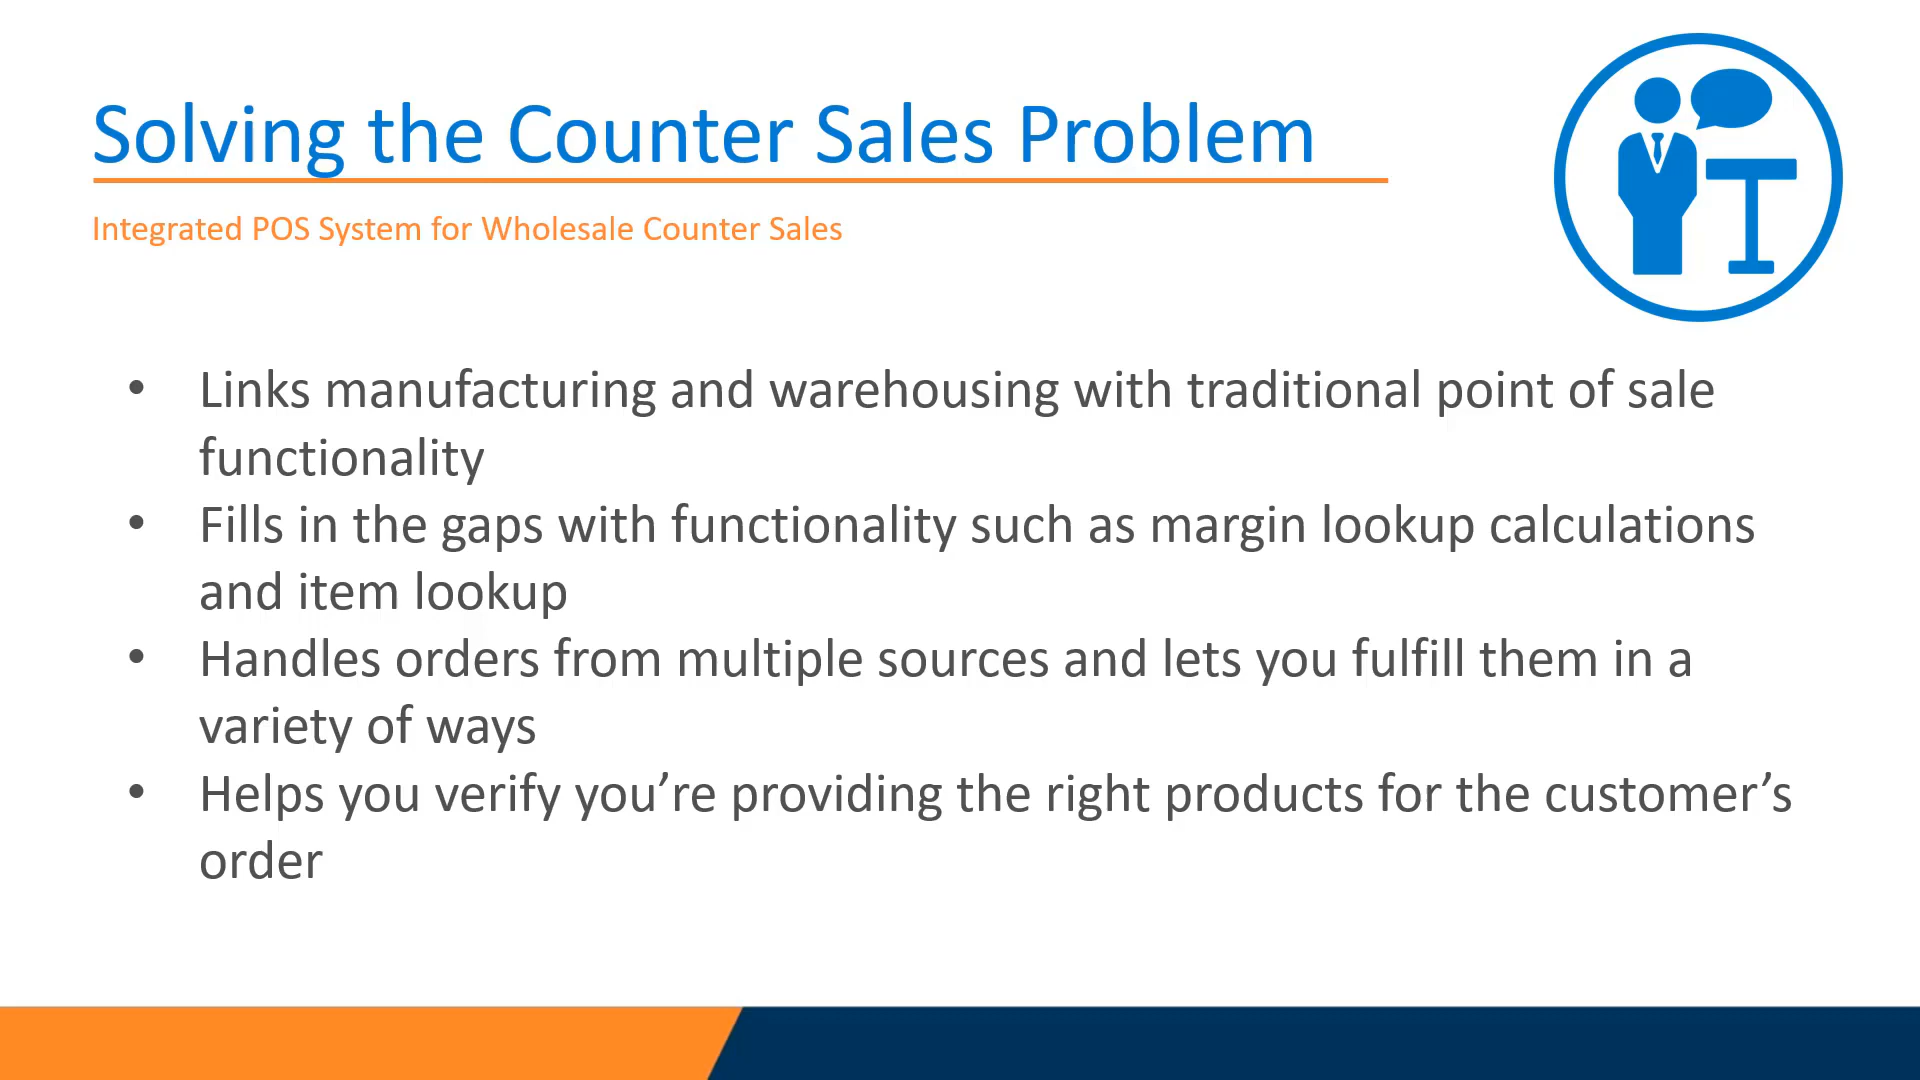 Solving the Counter Sales Problem
Integrated POS System for Wholesale Counter Sales
• Links manufacturing and warehousing with traditional point of sale
functionality
• Fills in the gaps with functionality such as margin lookup calculations
and item lookup
• Handles orders from multiple sources and lets you fulfill them in a
variety of ways
• Helps you verify you’re providing the right products for the customer’s
order